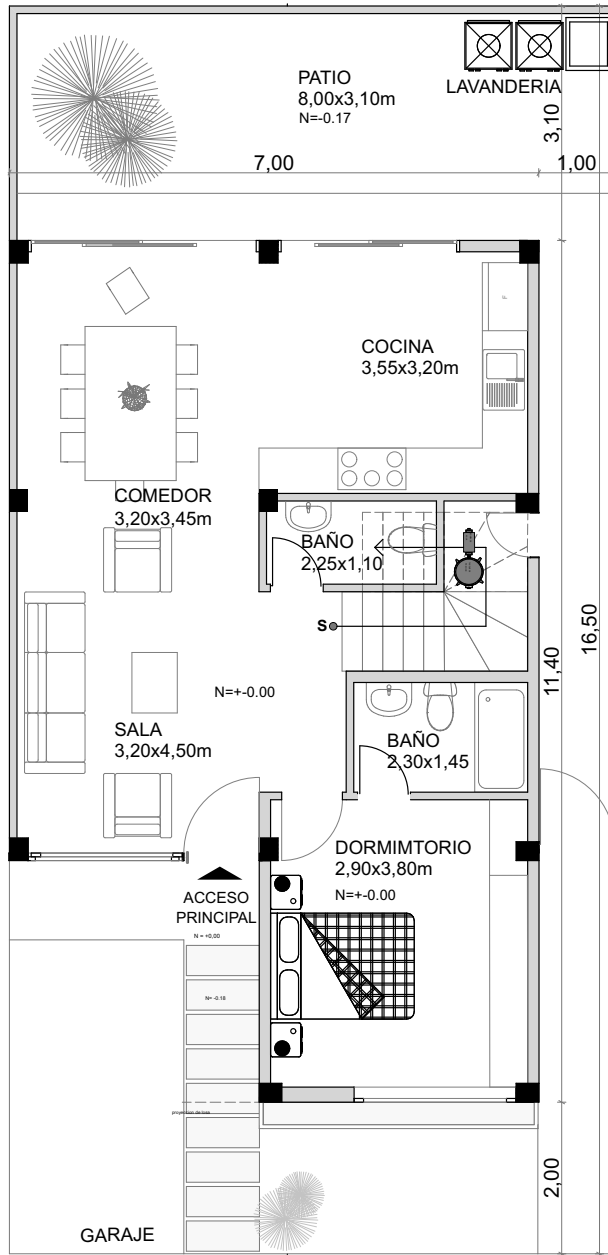 PATIO
8,00x3,10m
N=-0.17
LAVANDERIA
3,10
7,00
1,00
COCINA
3,55x3,20m
COMEDOR
3,20x3,45m
BAÑO
2,25x1,10
S
16,50
11,40
N=+-0.00
SALA
3,20x4,50m
BAÑO
2,30x1,45
DORMIMTORIO
2,90x3,80m
N=+-0.00
ACCESO
PRINCIPAL
N = +0,00
N= -0.18
proyeccion de losa
2,00
GARAJE